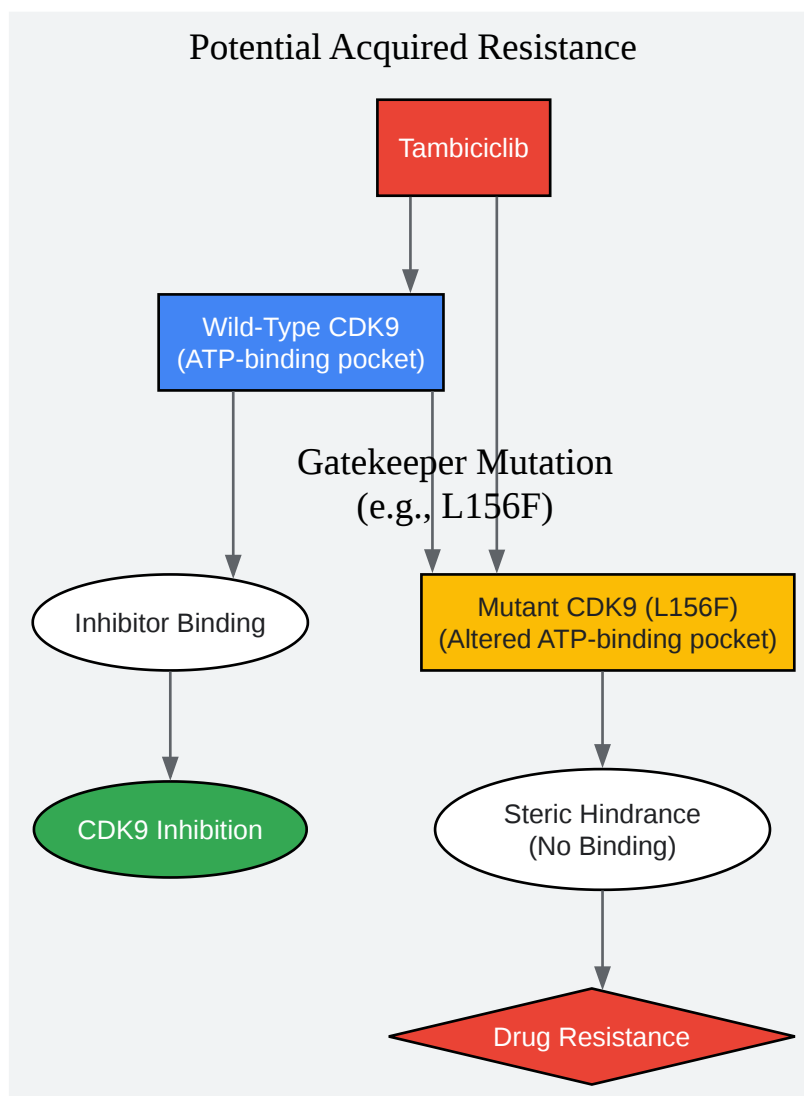 Potential Acquired Resistance
Tambiciclib
Wild-Type CDK9
(ATP-binding pocket)
Gatekeeper Mutation
(e.g., L156F)
Inhibitor Binding
Mutant CDK9 (L156F)
(Altered ATP-binding pocket)
CDK9 Inhibition
Steric Hindrance
(No Binding)
Drug Resistance